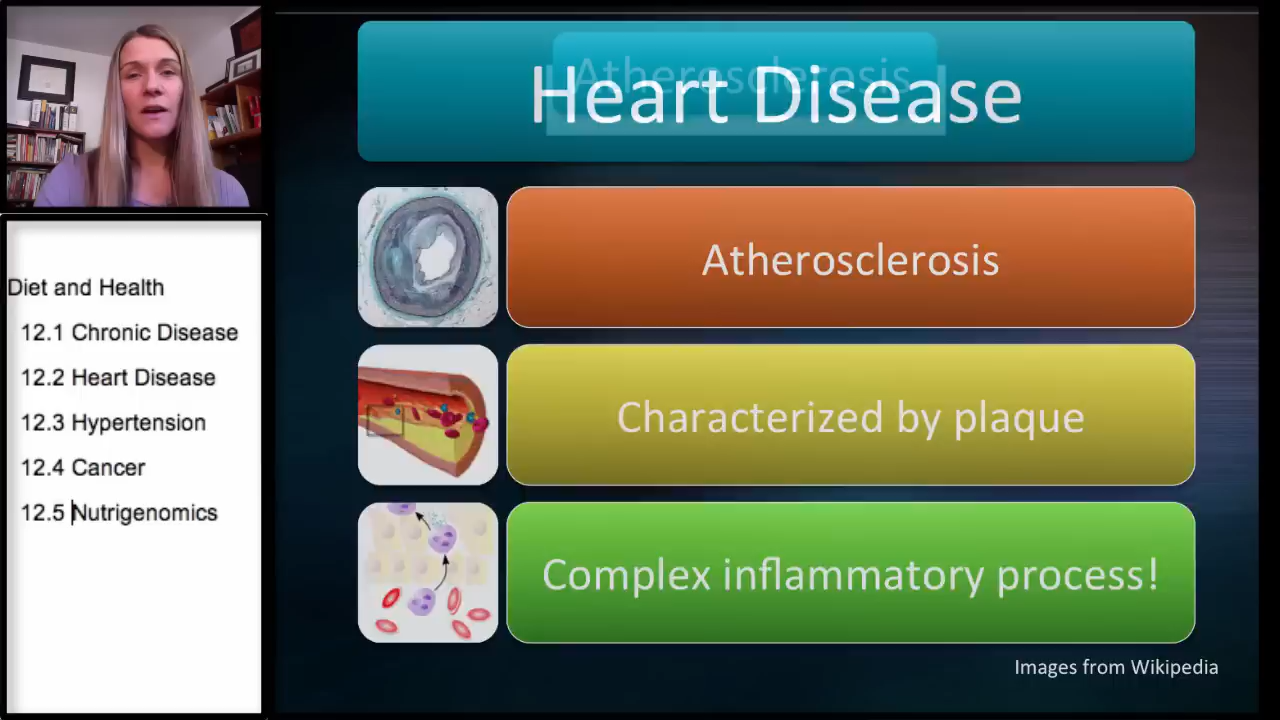 Diet and Health
12.1 Chronic Disease
12.2 Heart Disease
12.3 Hypertension
12.4 Cancer
12.5 Nutrigenomics
Atherosclerosis
Heart Disease
Atherosclerosis
Characterized by plaque
Complex inflammatory process!
Images from Wikipedia